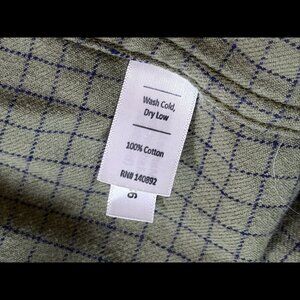 Wash Cold,
Dry Low
100% Cotton
RN# 140892